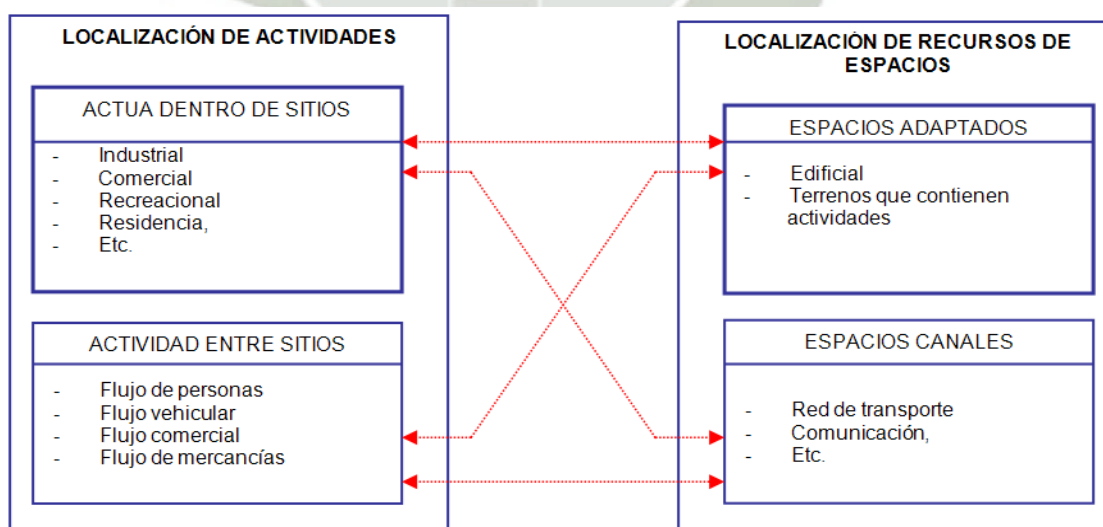 LOCALIZACIÓN DE ACTIVIDADES
ACTUA DENTRO DE SITIOS
- Industrial
- Comercial
- Recreacional
- Residencia,
- Etc.
ACTIVIDAD ENTRE SITIOS
- Flujo de personas
- Flujo vehicular
- Flujo comercial
- Flujo de mercancías
LOCALIZACIÓN DE RECURSOS DE
ESPACIOS
ESPACIOS ADAPTADOS
- Edificial
- Terrenos que contienen
actividades
ESPACIOS CANALES
- Red de transporte
- Comunicación,
- Etc.